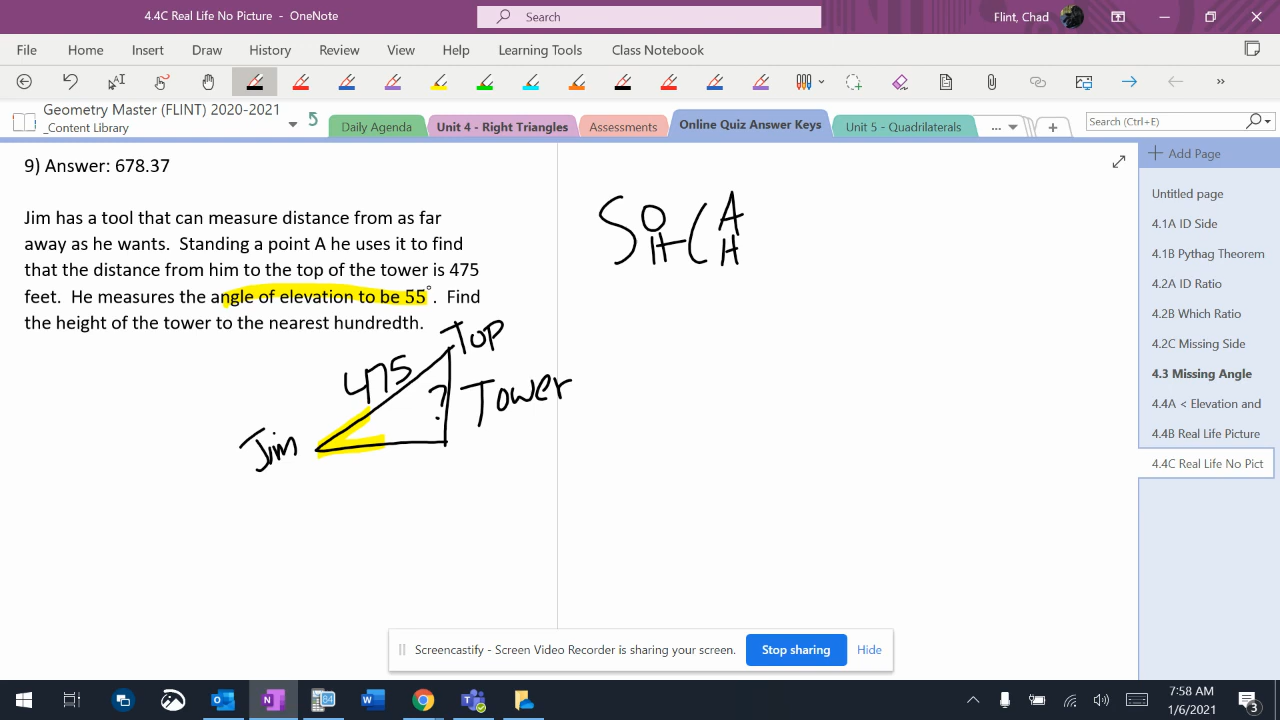 4.4C Real Life No Picture - OneNote
Search
Flint, Chad
File Home Insert Draw History Review View Help Learning Tools Class Notebook
Geometry Master (FLINT) 2020-2021
_Content Library
Daily Agenda
Unit 4 - Right Triangles
Assessments
Online Quiz Answer Keys
Unit 5 - Quadrilaterals
...
Search (Ctrl+E)
Add Page
Untitled page
4.1A ID Side
4.1B Pythag Theorem
4.2A ID Ratio
4.2B Which Ratio
4.2C Missing Side
4.3 Missing Angle
4.4A < Elevation and
4.4B Real Life Picture
4.4C Real Life No Pict
9) Answer: 678.37
Jim has a tool that can measure distance from as far
away as he wants. Standing a point A he uses it to find
that the distance from him to the top of the tower is 475
feet. He measures the angle of elevation to be 55°. Find
the height of the tower to the nearest hundredth.
Top
475
?
Tower
Jim
S O H C A H
Screencastify - Screen Video Recorder is sharing your screen.
Stop sharing
Hide
84
7:58 AM
1/6/2021
3